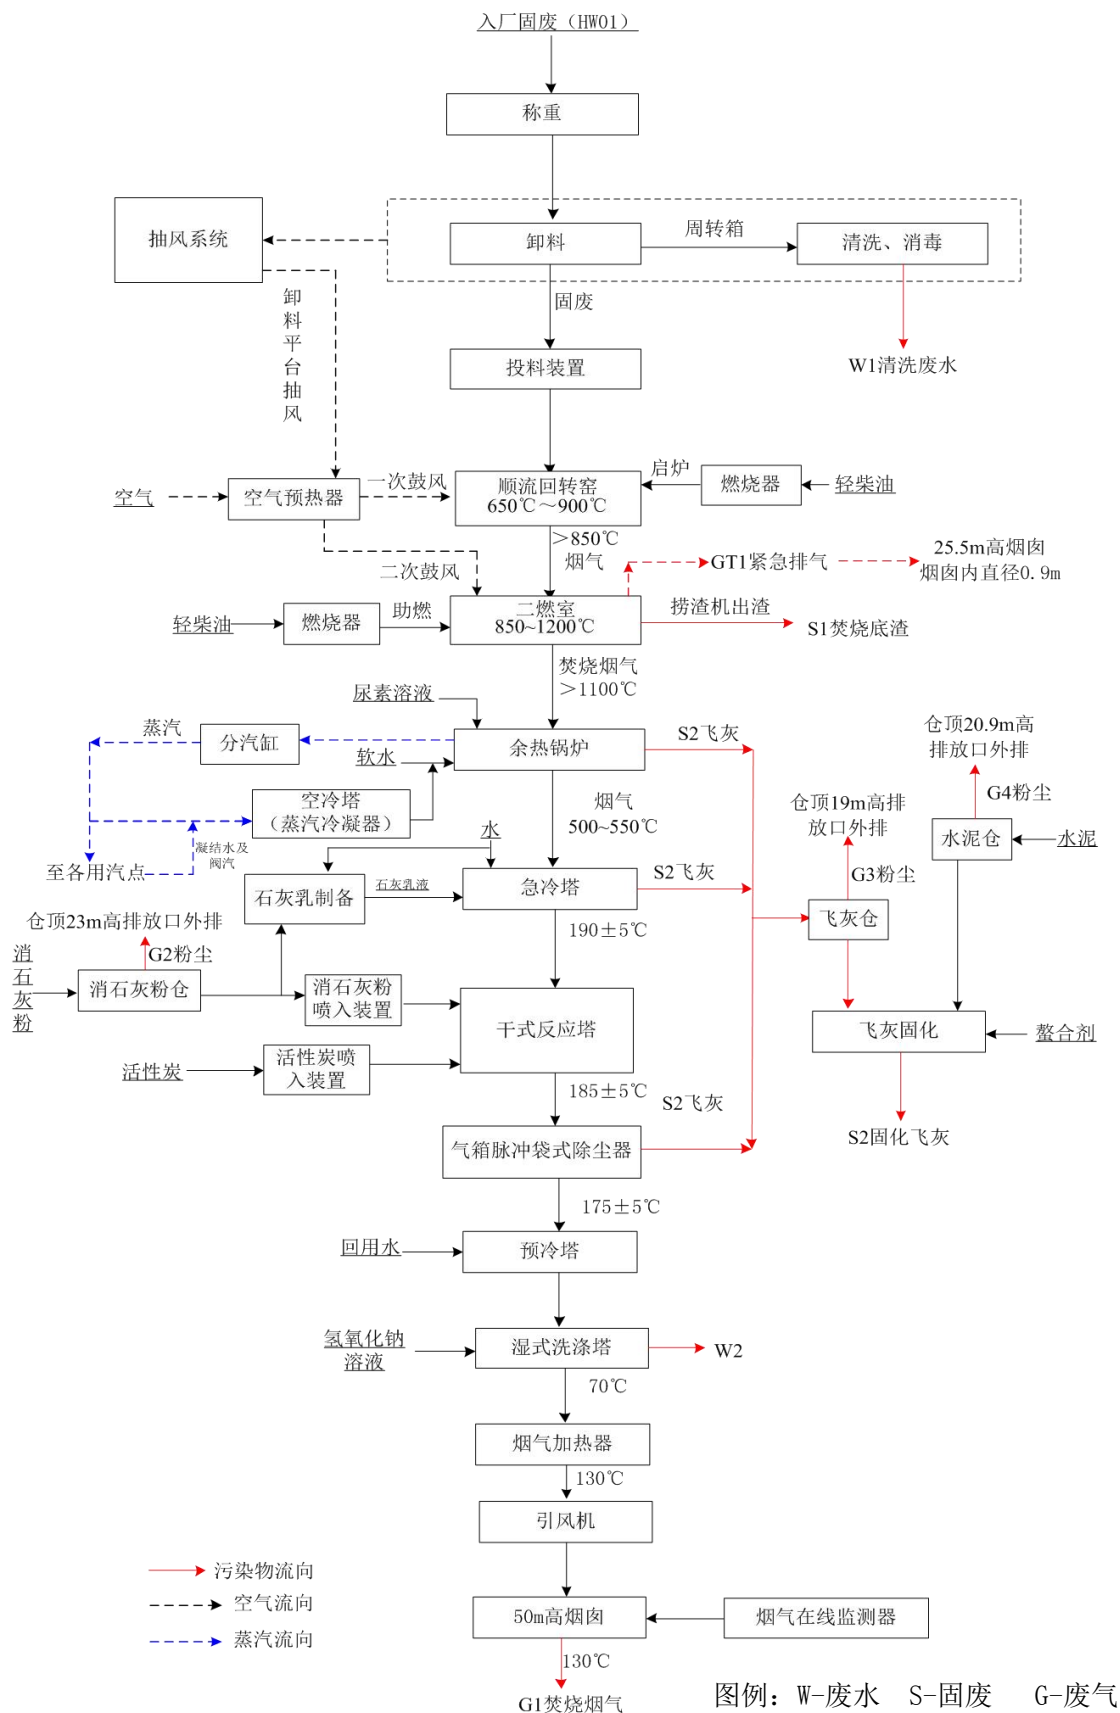 入厂固废（HW01）
称重
抽风系统
卸料
周转箱
清洗、消毒
卸料平台抽风
固废
W1清洗废水
投料装置
空气
空气预热器
一次鼓风
顺流回转窑
650℃～900℃
启炉
燃烧器
轻柴油
＞850℃
烟气
二次鼓风
GT1紧急排气
25.5m高烟囱
烟囱内直径0.9m
轻柴油
燃烧器
助燃
二燃室
850~1200℃
捞渣机出渣
S1焚烧底渣
焚烧烟气
＞1100℃
尿素溶液
蒸汽
分汽缸
余热锅炉
S2飞灰
仓顶20.9m高
排放口外排
软水
空冷塔
（蒸汽冷凝器）
烟气
500~550℃
仓顶19m高排
放口外排
G4粉尘
水
凝结水及
阀汽
水泥仓
水泥
至各用汽点
石灰乳制备
石灰乳液
急冷塔
S2飞灰
G3粉尘
仓顶23m高排放口外排
190±5℃
飞灰仓
消石灰粉
G2粉尘
消石灰粉仓
消石灰粉
喷入装置
干式反应塔
飞灰固化
螯合剂
活性炭
活性炭喷
入装置
185±5℃
S2飞灰
气箱脉冲袋式除尘器
S2固化飞灰
175±5℃
回用水
预冷塔
氢氧化钠
溶液
湿式洗涤塔
W2
70℃
烟气加热器
130℃
引风机
污染物流向
空气流向
蒸汽流向
50m高烟囱
烟气在线监测器
130℃
G1焚烧烟气
图例：W-废水 S-固废 G-废气